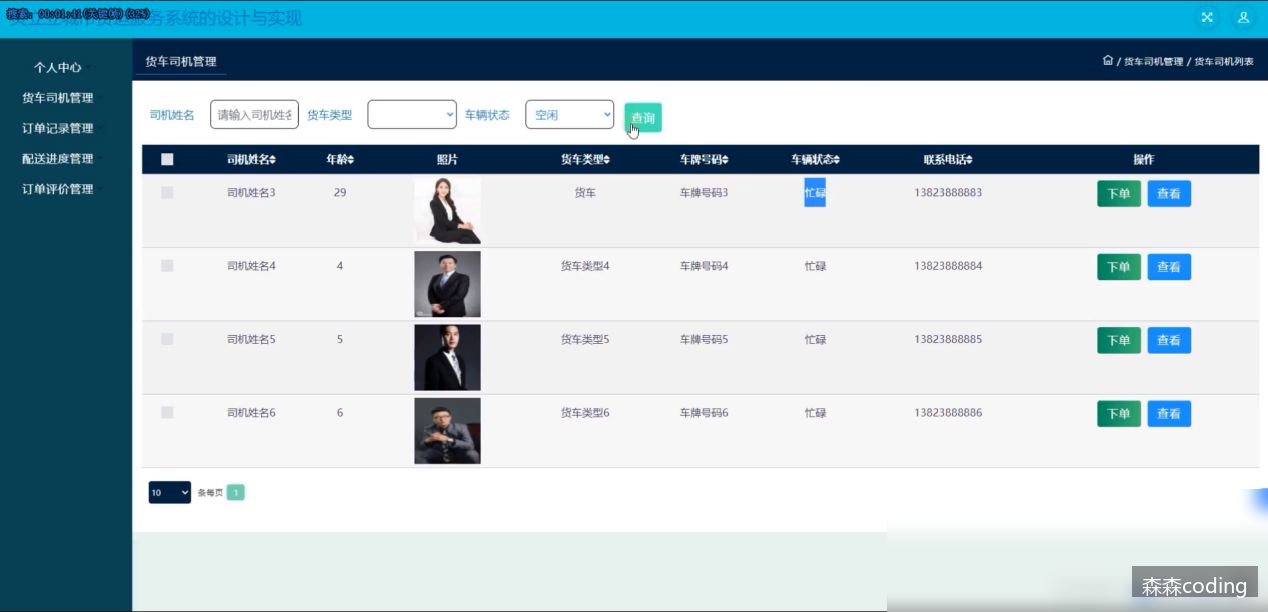 搜索: 00:01:41 (关键帧) (32%)
服务系统的设计与实现
个人中心
货车司机管理
订单记录管理
配送进度管理
订单评价管理
货车司机管理
/ 货车司机管理 / 货车司机列表
司机姓名 请输入司机姓名 货车类型 车辆状态 空闲 查询
司机姓名 年龄 照片 货车类型 车牌号码 车辆状态 联系电话 操作
司机姓名3 29 货车 车牌号码3 忙碌 13823888883 下单 查看
司机姓名4 4 货车类型4 车牌号码4 忙碌 13823888884 下单 查看
司机姓名5 5 货车类型5 车牌号码5 忙碌 13823888885 下单 查看
司机姓名6 6 货车类型6 车牌号码6 忙碌 13823888886 下单 查看
10 条每页 1
森森coding